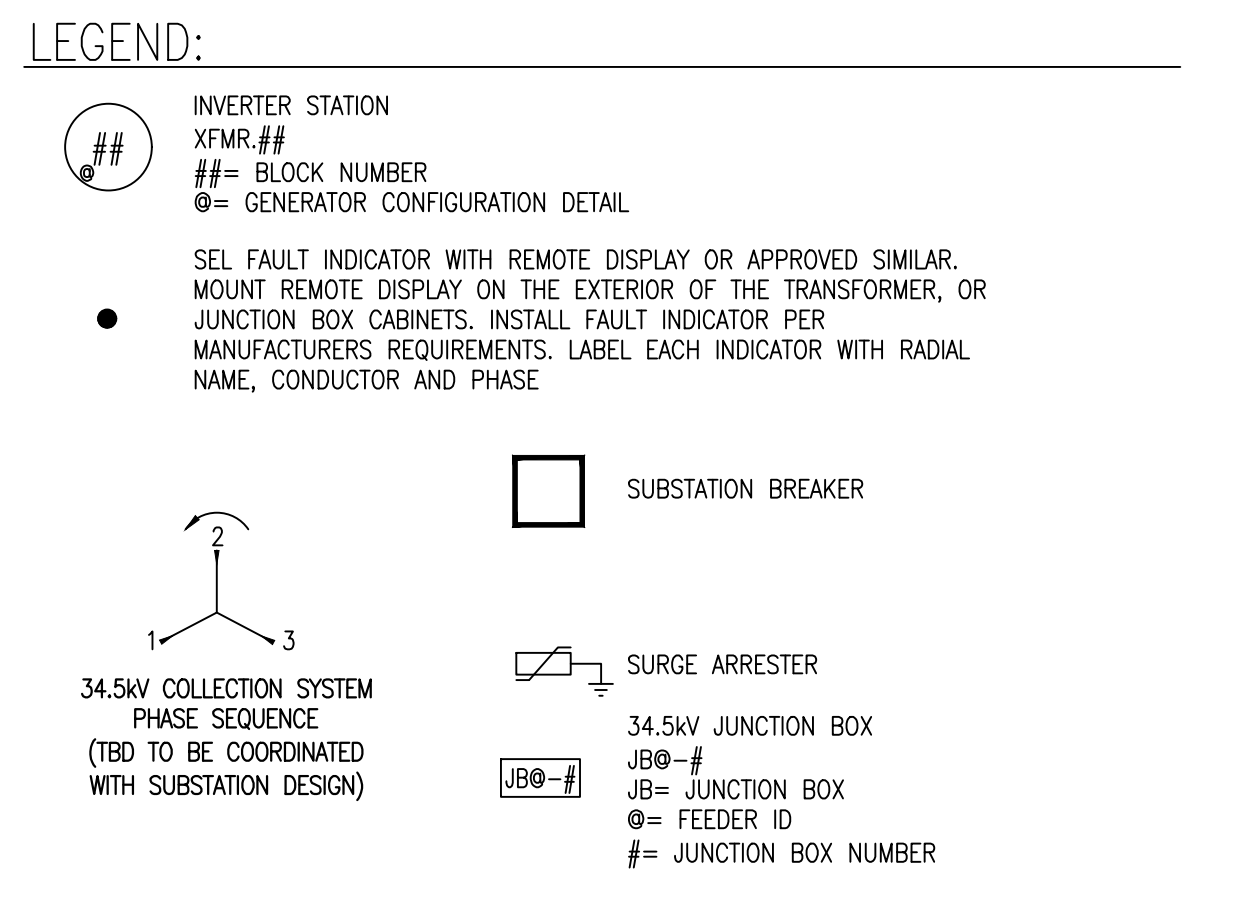 LEGEND:
##
@
INVERTER STATION
XFMR.##
##= BLOCK NUMBER
@= GENERATOR CONFIGURATION DETAIL
SEL FAULT INDICATOR WITH REMOTE DISPLAY OR APPROVED SIMILAR.
MOUNT REMOTE DISPLAY ON THE EXTERIOR OF THE TRANSFORMER, OR
JUNCTION BOX CABINETS. INSTALL FAULT INDICATOR PER
MANUFACTURERS REQUIREMENTS. LABEL EACH INDICATOR WITH RADIAL
NAME, CONDUCTOR AND PHASE
SUBSTATION BREAKER
2
1
3
34.5kV COLLECTION SYSTEM
PHASE SEQUENCE
(TBD TO BE COORDINATED
WITH SUBSTATION DESIGN)
SURGE ARRESTER
JB@-#
34.5kV JUNCTION BOX
JB@-#
JB= JUNCTION BOX
@= FEEDER ID
#= JUNCTION BOX NUMBER